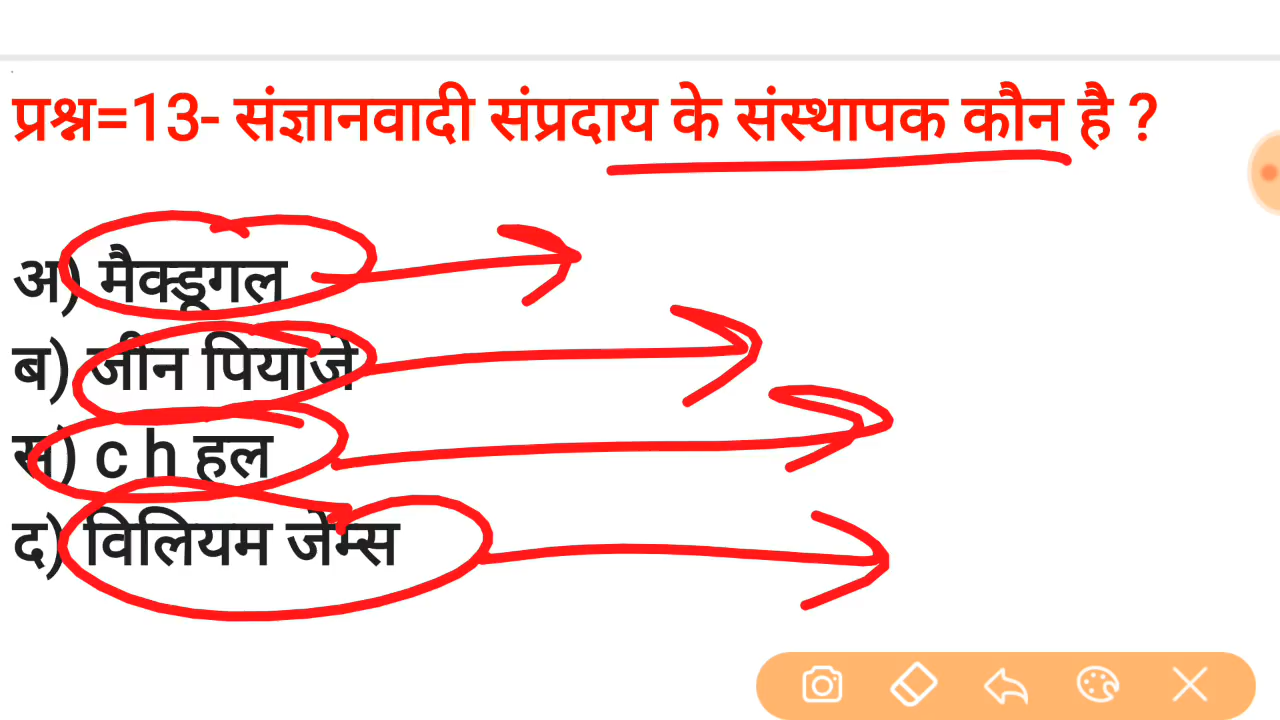 प्रश्न=13- संज्ञानवादी संप्रदाय के संस्थापक कौन है ?
अ) मैक्डूगल
ब) जीन पियाजे
स) c h हल
द) विलियम जेम्स